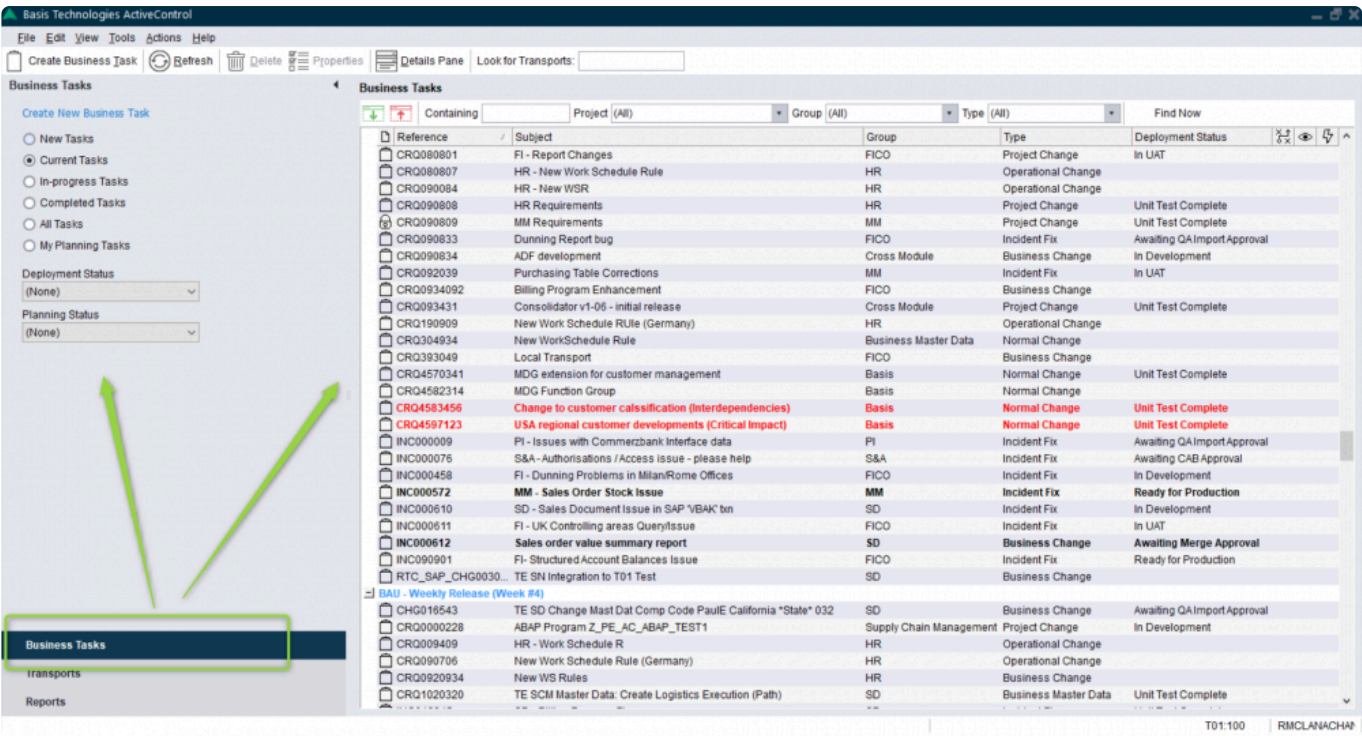 Basis Technologies ActiveControl
File Edit View Tools Actions Help
Create Business Task Refresh Delete Properties Details Pane Look for Transports:
Business Tasks
Create New Business Task
New Tasks
Current Tasks
In-progress Tasks
Completed Tasks
All Tasks
My Planning Tasks
Deployment Status
(None)
Planning Status
(None)
Business Tasks
Transports
Reports
Business Tasks
Containing Project (All) Group (All) Type (All) Find Now
Reference Subject Group Type Deployment Status
CRQ080801 FI - Report Changes FICO Project Change In UAT
CRQ080807 HR - New Work Schedule Rule HR Operational Change
CRQ090084 HR - New WSR HR Operational Change
CRQ090808 HR Requirements HR Project Change Unit Test Complete
CRQ090809 MM Requirements MM Project Change Unit Test Complete
CRQ090833 Dunning Report bug FICO Incident Fix Awaiting QA Import Approval
CRQ090834 ADF development Cross Module Business Change In Development
CRQ092039 Purchasing Table Corrections MM Incident Fix In UAT
CRQ0934092 Billing Program Enhancement FICO Business Change
CRQ093431 Consolidator v1-06 - initial release Cross Module Project Change Unit Test Complete
CRQ190909 New Work Schedule RUle (Germany) HR Operational Change
CRQ304934 New WorkSchedule Rule Business Master Data Normal Change
CRQ393049 Local Transport FICO Business Change
CRQ4570341 MDG extension for customer management Basis Normal Change Unit Test Complete
CRQ4582314 MDG Function Group Basis Normal Change
CRQ4583456 Change to customer calssification (Interdependencies) Basis Normal Change Unit Test Complete
CRQ4597123 USA regional customer developments (Critical Impact) Basis Normal Change Unit Test Complete
INC000009 PI - Issues with Commerzbank Interface data PI Incident Fix Awaiting QA Import Approval
INC000076 S&A - Authorisations / Access issue - please help S&A Incident Fix Awaiting CAB Approval
INC000458 FI - Dunning Problems in Milan/Rome Offices FICO Incident Fix In Development
INC000572 MM - Sales Order Stock Issue MM Incident Fix Ready for Production
INC000610 SD - Sales Document Issue in SAP 'VBAK' txn SD Incident Fix In Development
INC000611 FI - UK Controlling areas Query/Issue FICO Incident Fix In UAT
INC000612 Sales order value summary report SD Business Change Awaiting Merge Approval
INC090901 FI- Structured Account Balances Issue FICO Incident Fix Ready for Production
RTC_SAP_CHG0030... TE SN Integration to T01 Test SD Business Change
BAU - Weekly Release (Week #4)
CHG016543 TE SD Change Mast Dat Comp Code PaulE California *State* 032 SD Business Change Awaiting QA Import Approval
CRQ0000228 ABAP Program Z_PE_AC_ABAP_TEST1 Supply Chain Management Project Change In Development
CRQ009409 HR - Work Schedule R HR Operational Change
CRQ090706 New Work Schedule Rule (Germany) HR Operational Change
CRQ0920934 New WS Rules HR Business Change
CRQ1020320 TE SCM Master Data: Create Logistics Execution (Path) SD Business Master Data Unit Test Complete
T01:100 RMCLANACHAN